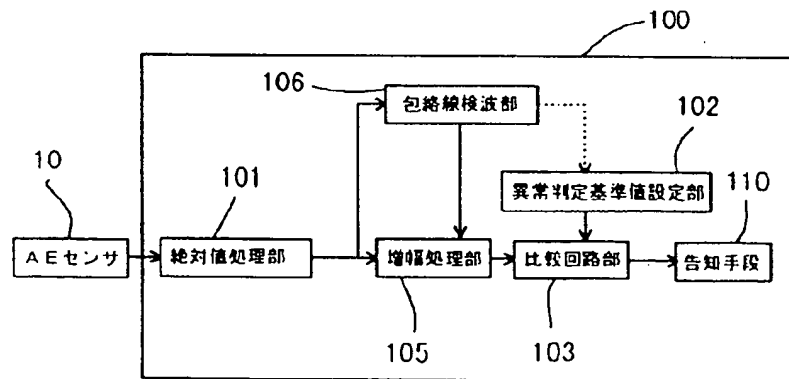 100
106
包絡線検波部
102
10
101
異常判定基準値設定部
110
AEセンサ
絶対値処理部
増幅処理部
比較回路部
告知手段
105
103